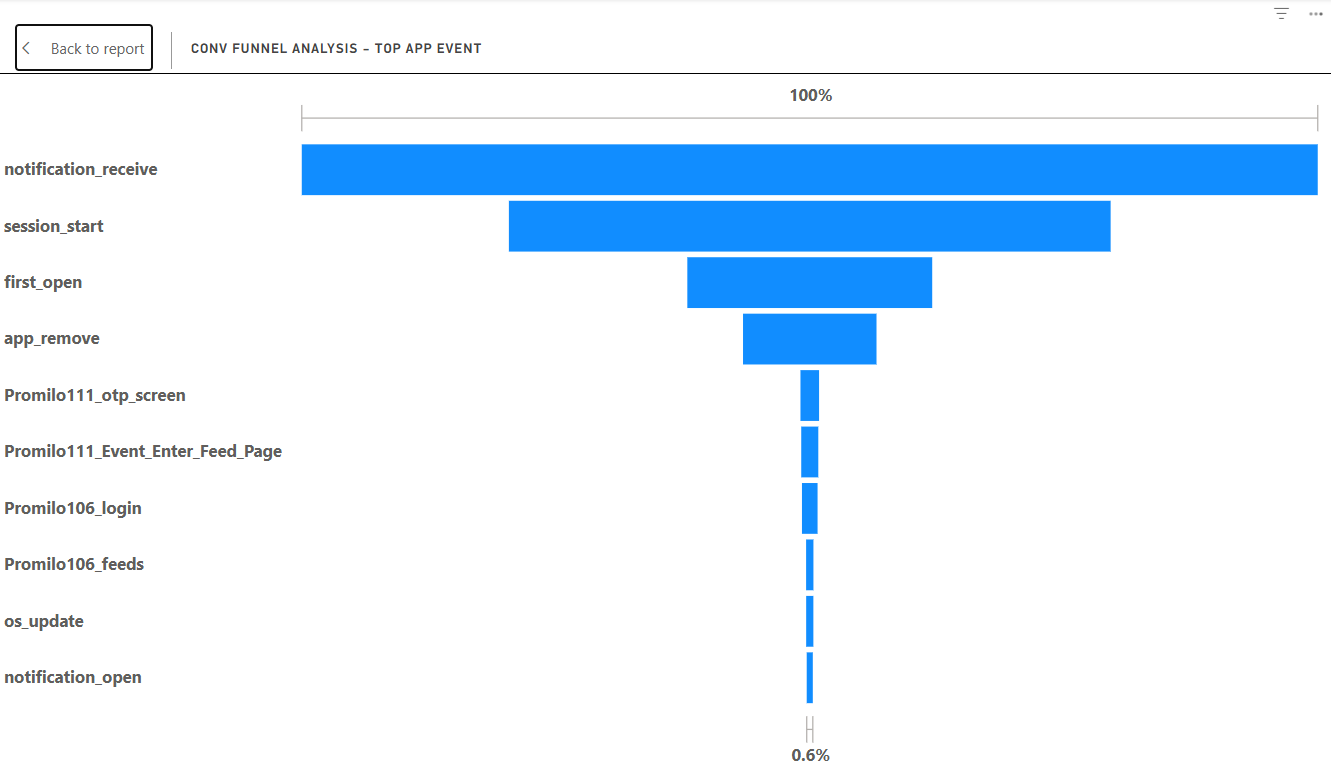 Back to report
CONV FUNNEL ANALYSIS – TOP APP EVENT
100%
notification_receive
session_start
first_open
app_remove
Promilo111_otp_screen
Promilo111_Event_Enter_Feed_Page
Promilo106_login
Promilo106_feeds
os_update
notification_open
0.6%